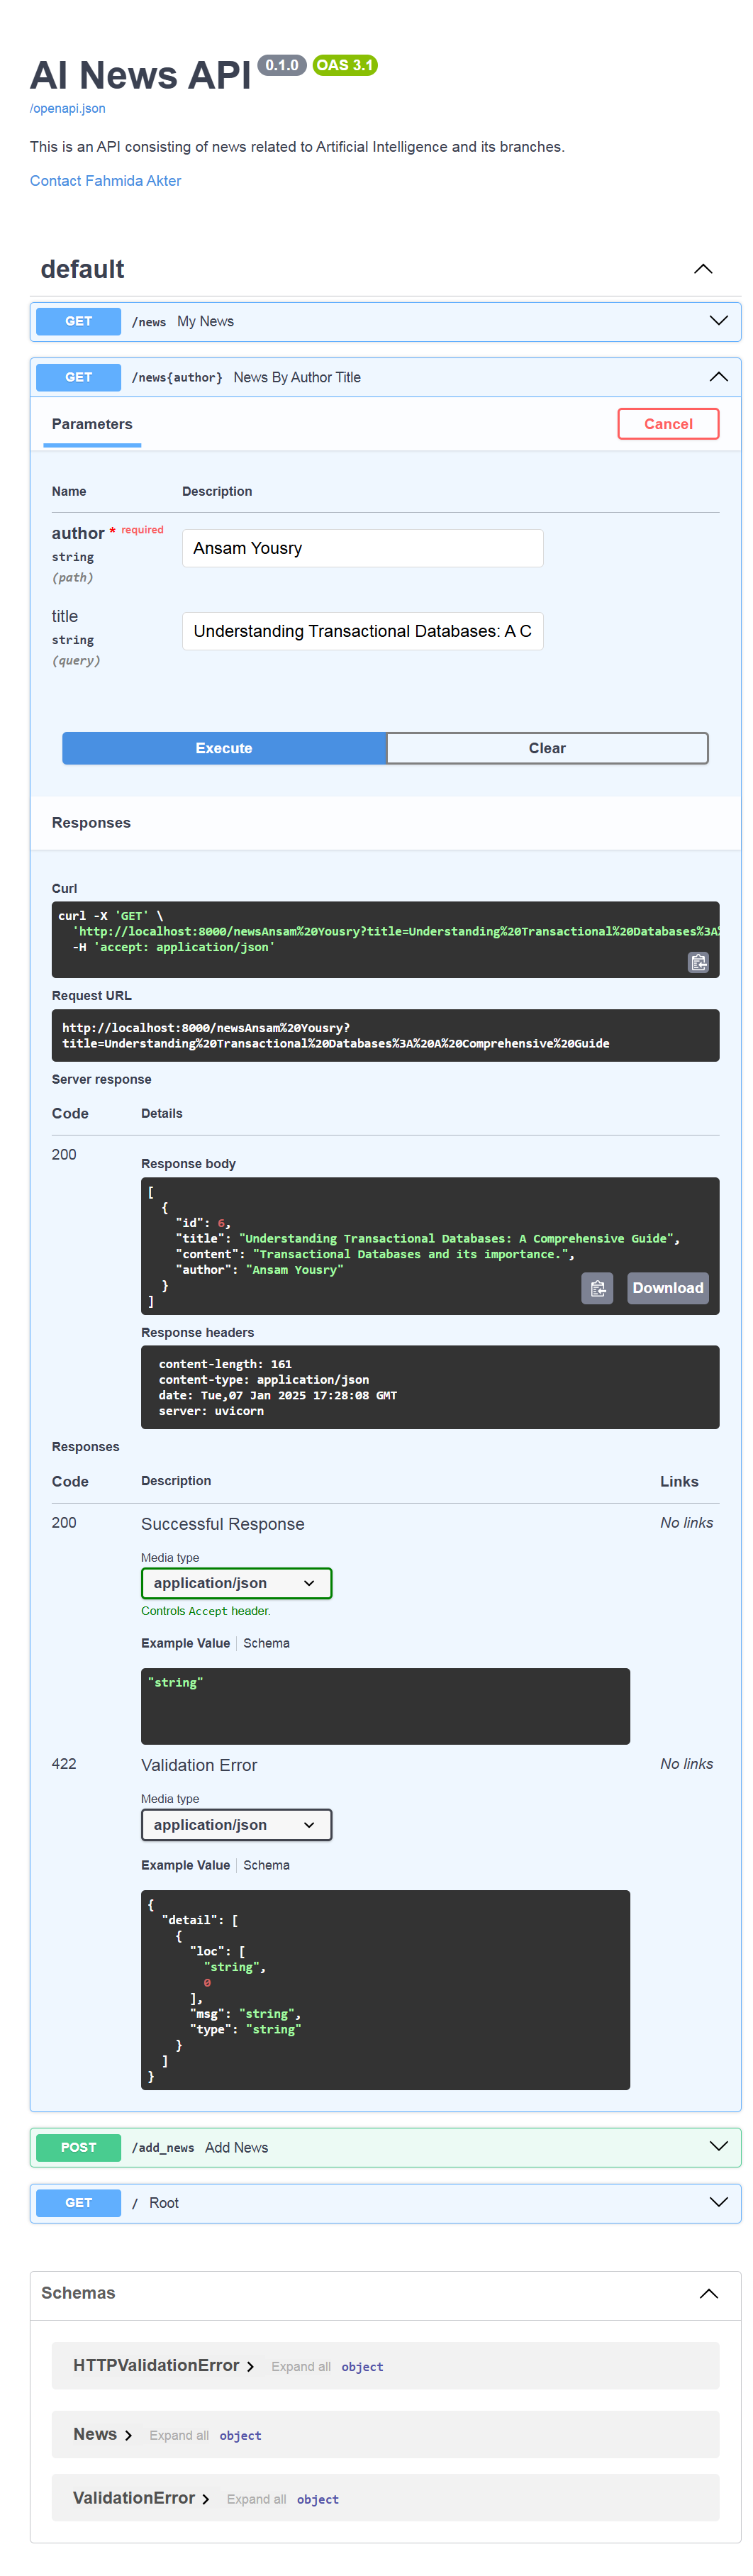 AI News API 0.1.0 OAS 3.1
/openapi.json
This is an API consisting of news related to Artificial Intelligence and its branches.
Contact Fahmida Akter
default
GET /news My News
GET /news{author} News By Author Title
Parameters Cancel
Name Description
author * required
string
(path)
Ansam Yousry
title
string
(query)
Understanding Transactional Databases: A C
Execute Clear
Responses
Curl
curl -X 'GET' \
'http://localhost:8000/newsAnsam%20Yousry?title=Understanding%20Transactional%20Databases%3A%
-H 'accept: application/json'
Request URL
http://localhost:8000/newsAnsam%20Yousry?
title=Understanding%20Transactional%20Databases%3A%20A%20Comprehensive%20Guide
Server response
Code Details
200
Response body
[
{
"id": 6,
"title": "Understanding Transactional Databases: A Comprehensive Guide",
"content": "Transactional Databases and its importance.",
"author": "Ansam Yousry"
}
]
Download
Response headers
content-length: 161
content-type: application/json
date: Tue,07 Jan 2025 17:28:08 GMT
server: uvicorn
Responses
Code Description Links
200 Successful Response No links
Media type
application/json
Controls Accept header.
Example Value Schema
"string"
422 Validation Error No links
Media type
application/json
Example Value Schema
{
"detail": [
{
"loc": [
"string",
0
],
"msg": "string",
"type": "string"
}
]
}
POST /add_news Add News
GET / Root
Schemas
HTTPValidationError Expand all object
News Expand all object
ValidationError Expand all object